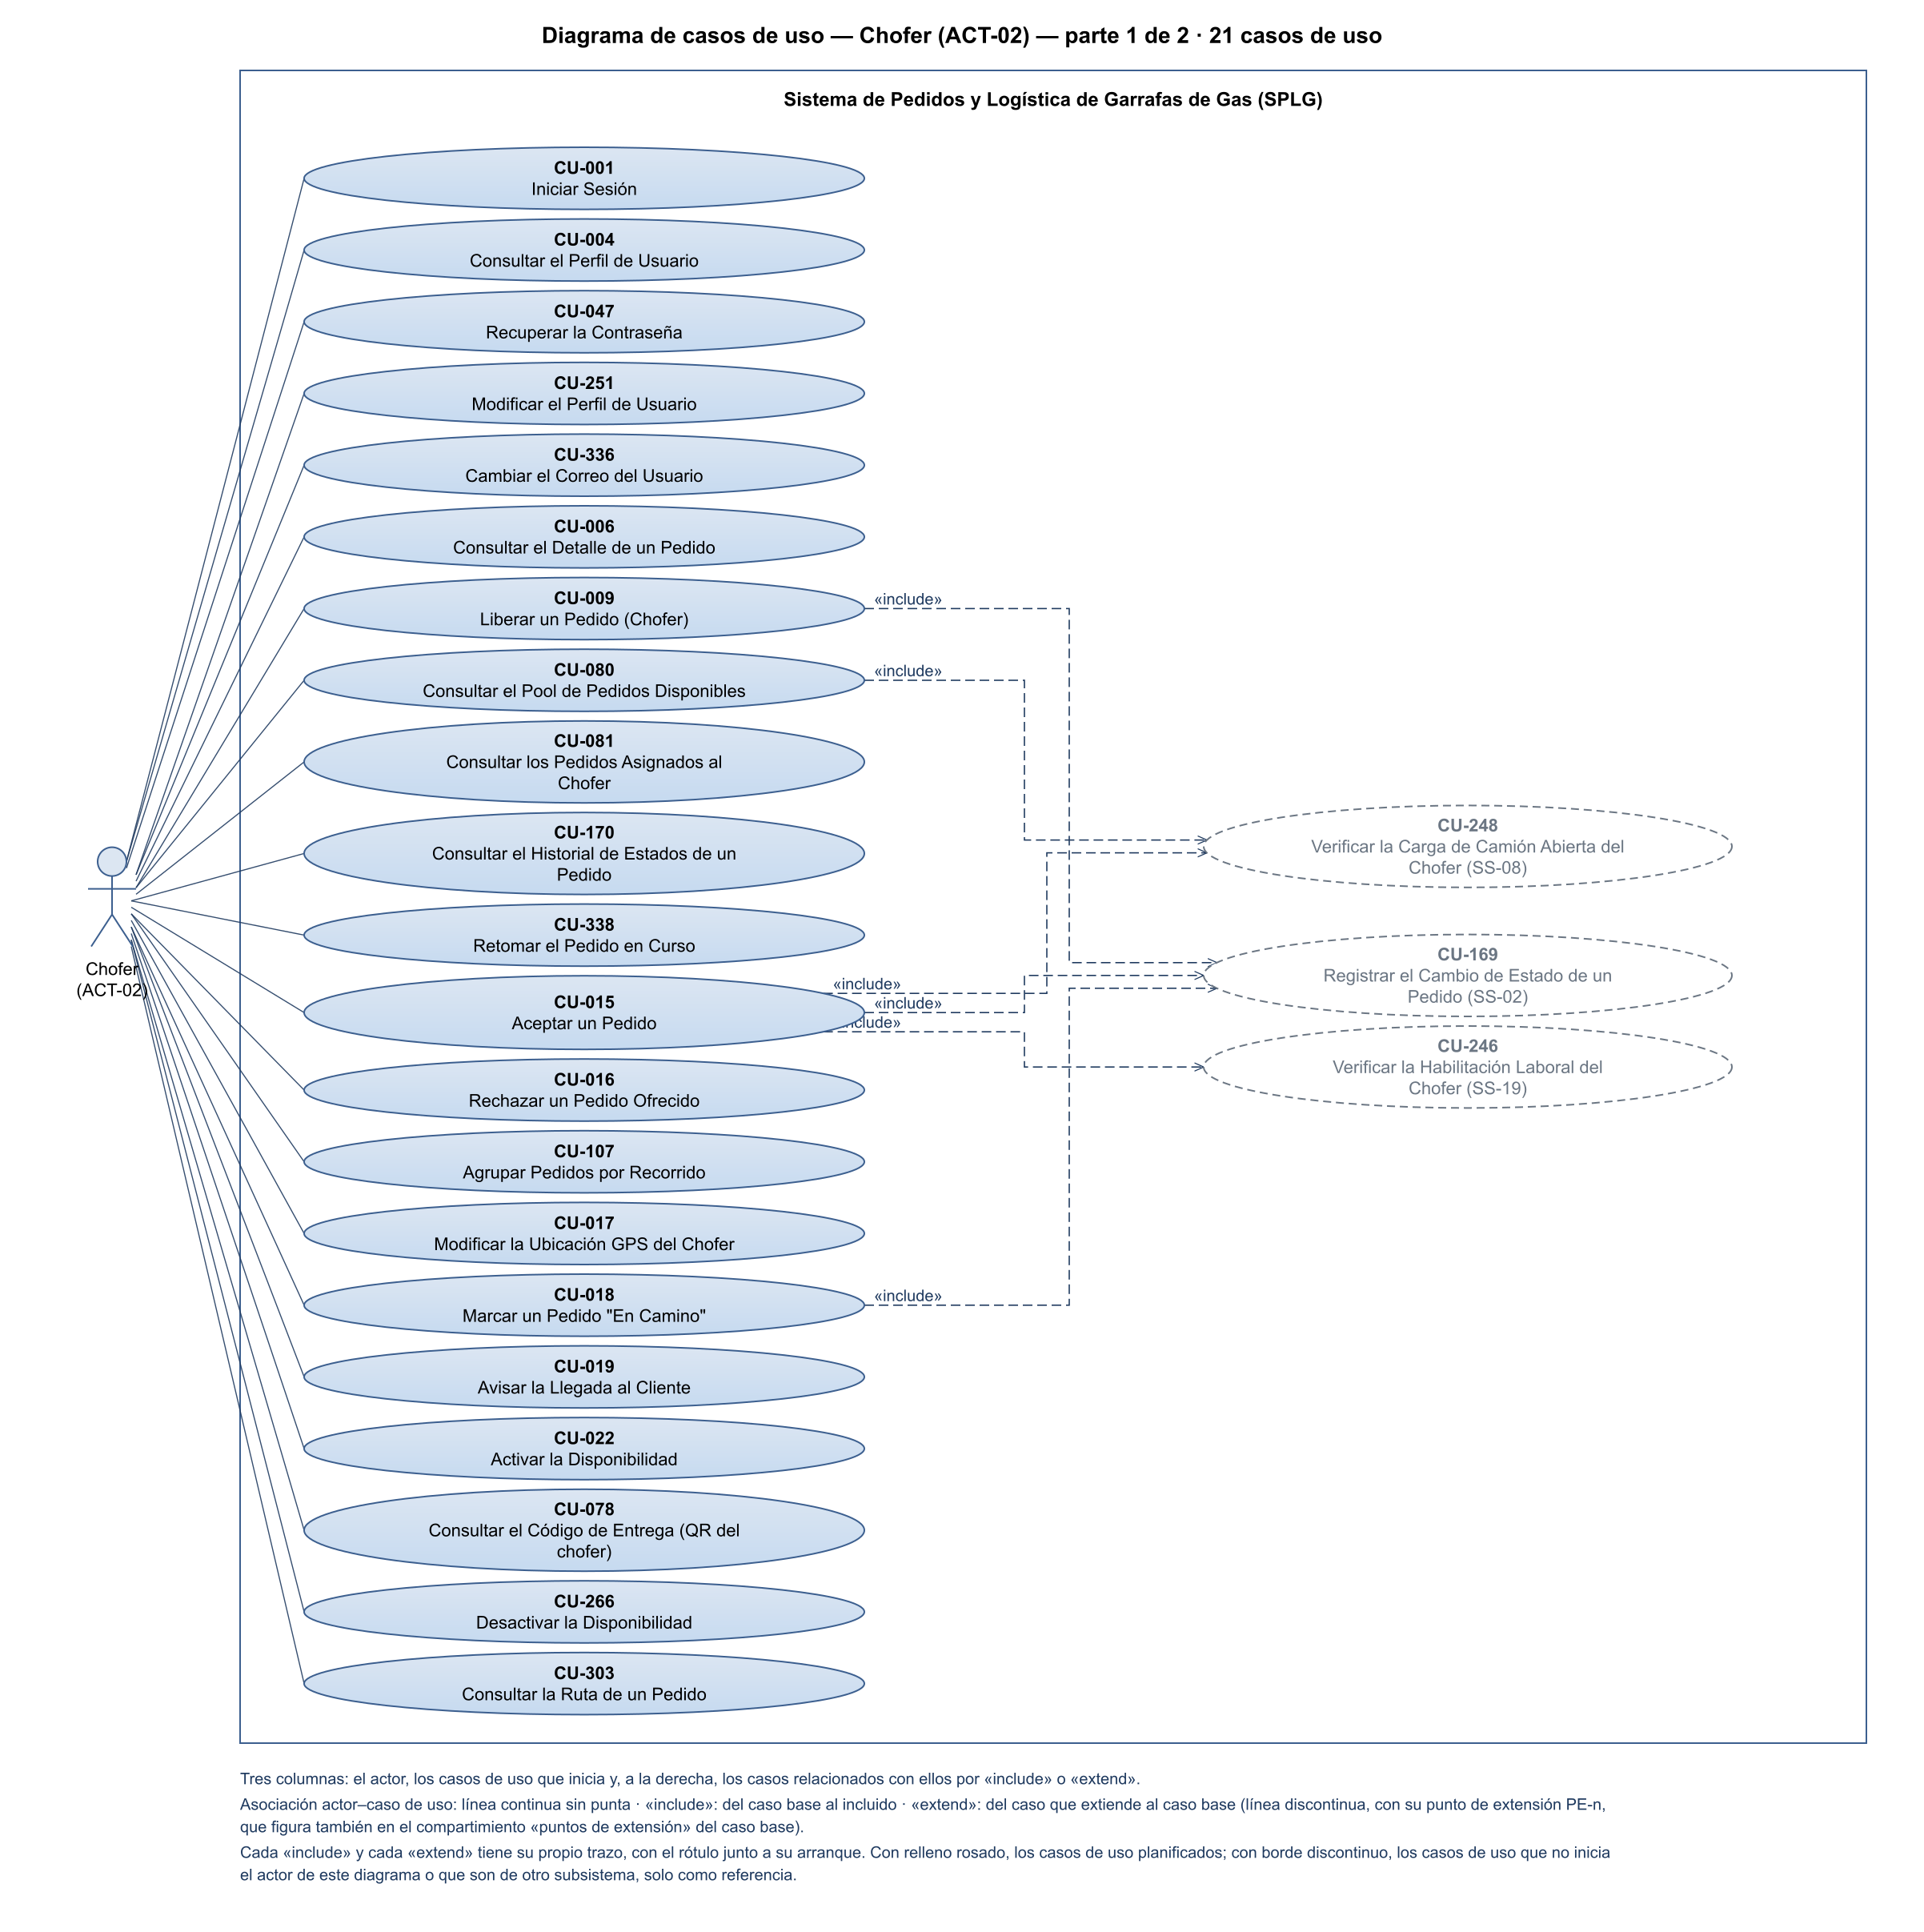 Diagrama de casos de uso — Chofer (ACT-02) — parte 1 de 2 · 21 casos de uso
Sistema de Pedidos y Logística de Garrafas de Gas (SPLG)
CU-001
Iniciar Sesión
CU-004
Consultar el Perfil de Usuario
CU-047
Recuperar la Contraseña
CU-251
Modificar el Perfil de Usuario
CU-336
Cambiar el Correo del Usuario
CU-006
Consultar el Detalle de un Pedido
CU-009
Liberar un Pedido (Chofer)
«include»
CU-080
Consultar el Pool de Pedidos Disponibles
«include»
CU-081
Consultar los Pedidos Asignados al
Chofer
CU-248
Verificar la Carga de Camión Abierta del
Chofer (SS-08)
CU-170
Consultar el Historial de Estados de un
Pedido
CU-338
Retomar el Pedido en Curso
Chofer
(ACT-02)
CU-169
Registrar el Cambio de Estado de un
Pedido (SS-02)
CU-015
Aceptar un Pedido
«include»
«include»
include»
CU-246
Verificar la Habilitación Laboral del
Chofer (SS-19)
CU-016
Rechazar un Pedido Ofrecido
CU-107
Agrupar Pedidos por Recorrido
CU-017
Modificar la Ubicación GPS del Chofer
CU-018
Marcar un Pedido "En Camino"
«include»
CU-019
Avisar la Llegada al Cliente
CU-022
Activar la Disponibilidad
CU-078
Consultar el Código de Entrega (QR del
chofer)
CU-266
Desactivar la Disponibilidad
CU-303
Consultar la Ruta de un Pedido
Tres columnas: el actor, los casos de uso que inicia y, a la derecha, los casos relacionados con ellos por «include» o «extend».
Asociación actor–caso de uso: línea continua sin punta · «include»: del caso base al incluido · «extend»: del caso que extiende al caso base (línea discontinua, con su punto de extensión PE-n,
que figura también en el compartimiento «puntos de extensión» del caso base).
Cada «include» y cada «extend» tiene su propio trazo, con el rótulo junto a su arranque. Con relleno rosado, los casos de uso planificados; con borde discontinuo, los casos de uso que no inicia
el actor de este diagrama o que son de otro subsistema, solo como referencia.